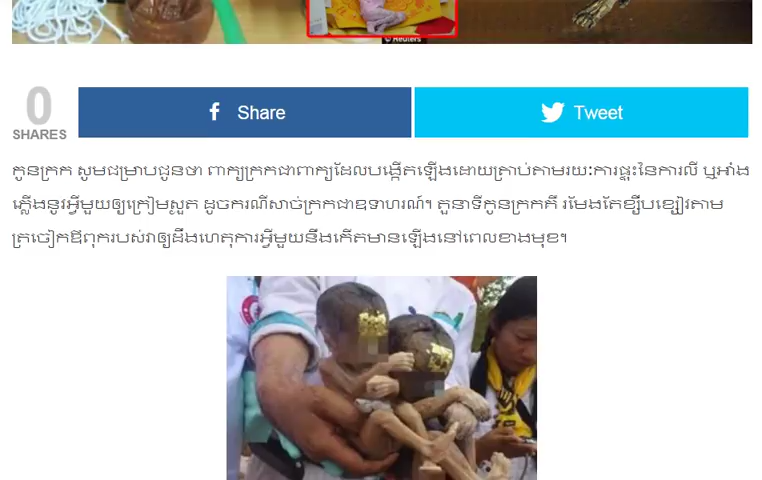 © Reuters
0
SHARES
Share
Tweet
កូនក្រក សូមជម្រាបជូនថា ពាក្យក្រកជាពាក្យដែលបង្កើតឡើងដោយត្រាប់តាមរយៈការផ្ទុះនៃការលី ឬអាំង
ភ្លើងនូវអ្វីមួយឲ្យក្រៀមស្ងួត ដូចករណីសាច់ក្រកជាឧទាហរណ៍។ តួនាទីកូនក្រកគឺ រមែងតែខ្សឹបខ្សៀវតាម
ត្រចៀកឪពុករបស់វាឲ្យដឹងហេតុការអ្វីមួយនឹងកើតមានឡើងនៅពេលខាងមុខ។